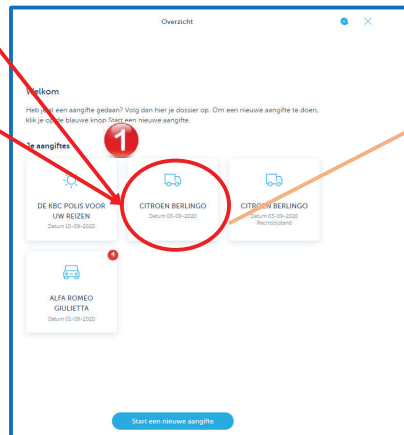 Overzicht
Welkom
Heb je al een aangifte gedaan? Volg dan hier je dossier op. Om een nieuwe aangifte te doen,
klik je op de blauwe knop Start een nieuwe aangifte.
Je aangiftes
1
DE KBC POLIS VOOR
UW REIZEN
Datum 10-09-2020
CITROEN BERLINGO
Datum 03-09-2020
CITROEN BERLINGO
Datum 03-09-2020
Rechtsbijstand
ALFA ROMEO
GIULIETTA
Datum 01-09-2020
Start een nieuwe aangifte